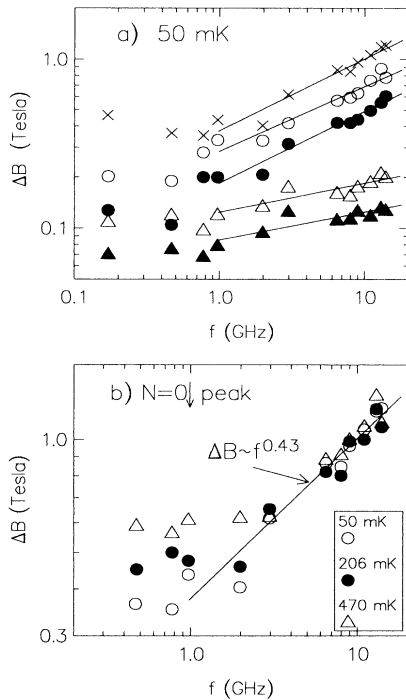 a) 50 mK
ΔB (Tesla)
1.0
0.1
0.1
1.0
10
f (GHz)
b) N=0↓ peak
ΔB~f^0.43
ΔB (Tesla)
1.0
0.3
50 mK
206 mK
470 mK
1.0
10
f (GHz)